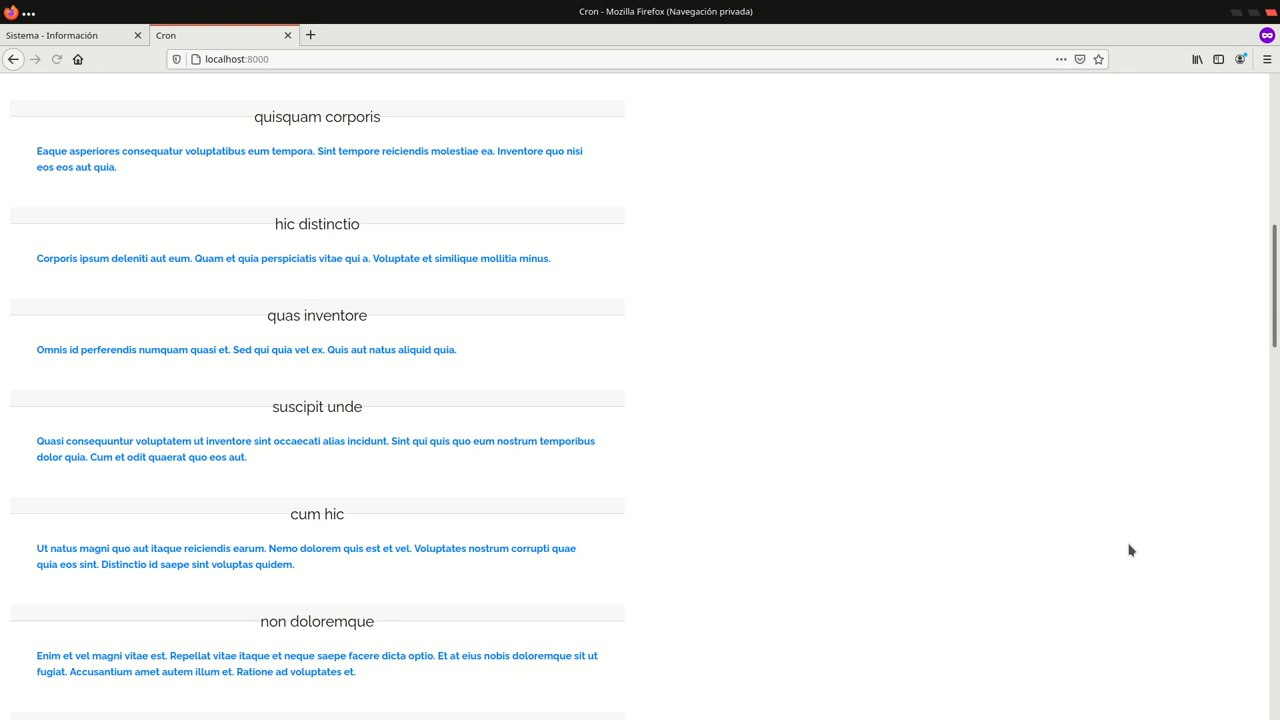 Cron - Mozilla Firefox (Navegación privada)
Sistema - Información
Cron
localhost:8000
quisquam corporis
Eaque asperiores consequatur voluptatibus eum tempora. Sint tempore reiciendis molestiae ea. Inventore quo nisi
eos eos aut quia.
hic distinctio
Corporis ipsum deleniti aut eum. Quam et quia perspiciatis vitae qui a. Voluptate et similique mollitia minus.
quas inventore
Omnis id perferendis numquam quasi et. Sed qui quia vel ex. Quis aut natus aliquid quia.
suscipit unde
Quasi consequuntur voluptatem ut inventore sint occaecati alias incidunt. Sint qui quis quo eum nostrum temporibus
dolor quia. Cum et odit quaerat quo eos aut.
cum hic
Ut natus magni quo aut itaque reiciendis earum. Nemo dolorem quis est et vel. Voluptates nostrum corrupti quae
quia eos sint. Distinctio id saepe sint voluptas quidem.
non doloremque
Enim et vel magni vitae est. Repellat vitae itaque et neque saepe facere dicta optio. Et at eius nobis doloremque sit ut
fugiat. Accusantium amet autem illum et. Ratione ad voluptates et.